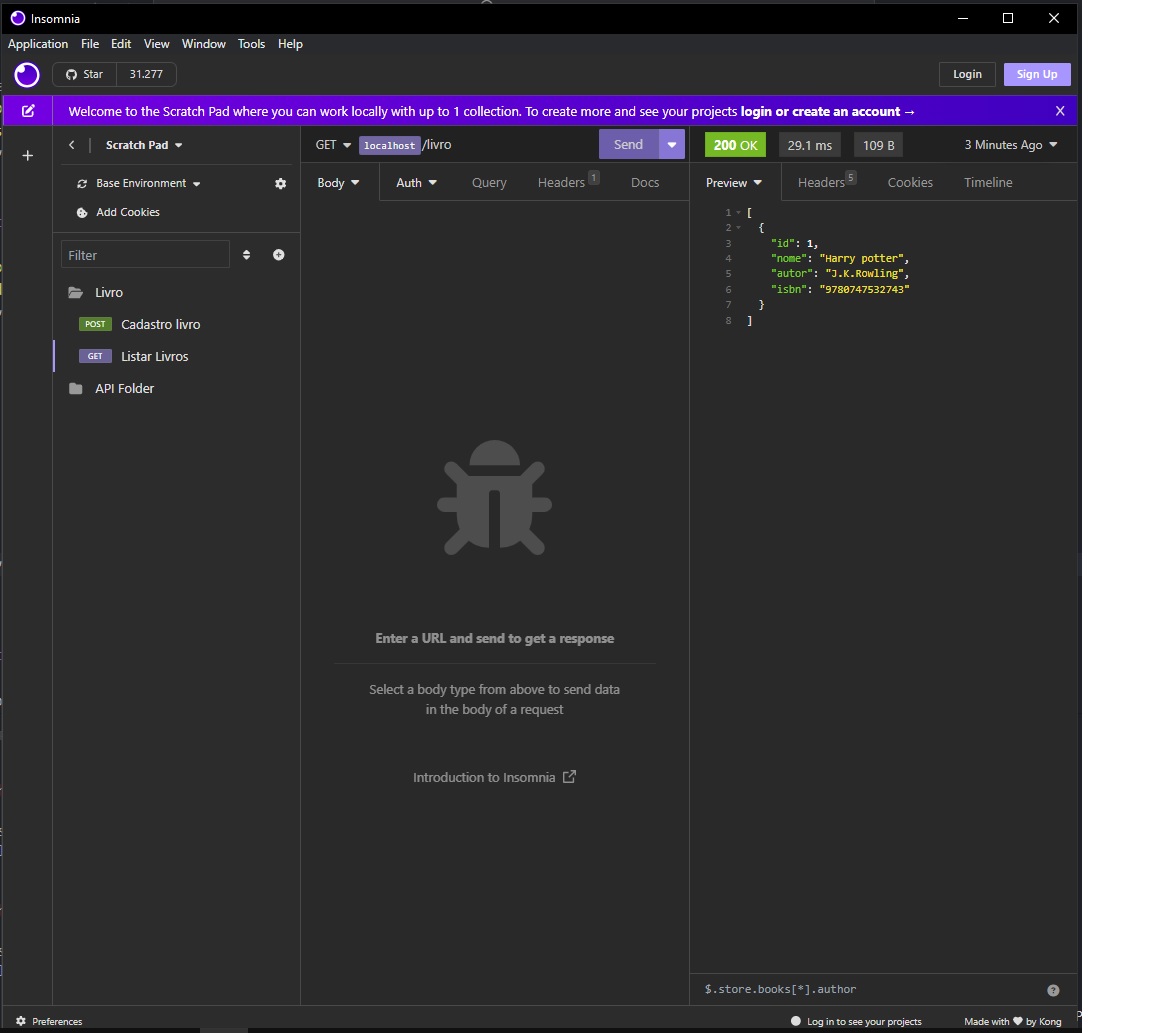 Insomnia
Application File Edit View Window Tools Help
Star 31.277 Login Sign Up
Welcome to the Scratch Pad where you can work locally with up to 1 collection. To create more and see your projects login or create an account →
Scratch Pad
Base Environment
Add Cookies
Filter
Livro
POST Cadastro livro
GET Listar Livros
API Folder
GET localhost /livro Send
Body Auth Query Headers 1 Docs
Enter a URL and send to get a response
Select a body type from above to send data
in the body of a request
Introduction to Insomnia
200 OK 29.1 ms 109 B 3 Minutes Ago
Preview Headers 5 Cookies Timeline
1 [
2 {
3 "id": 1,
4 "nome": "Harry potter",
5 "autor": "J.K.Rowling",
6 "isbn": "9780747532743"
7 }
8 ]
$.store.books[*].author
Preferences Log in to see your projects Made with ♥ by Kong